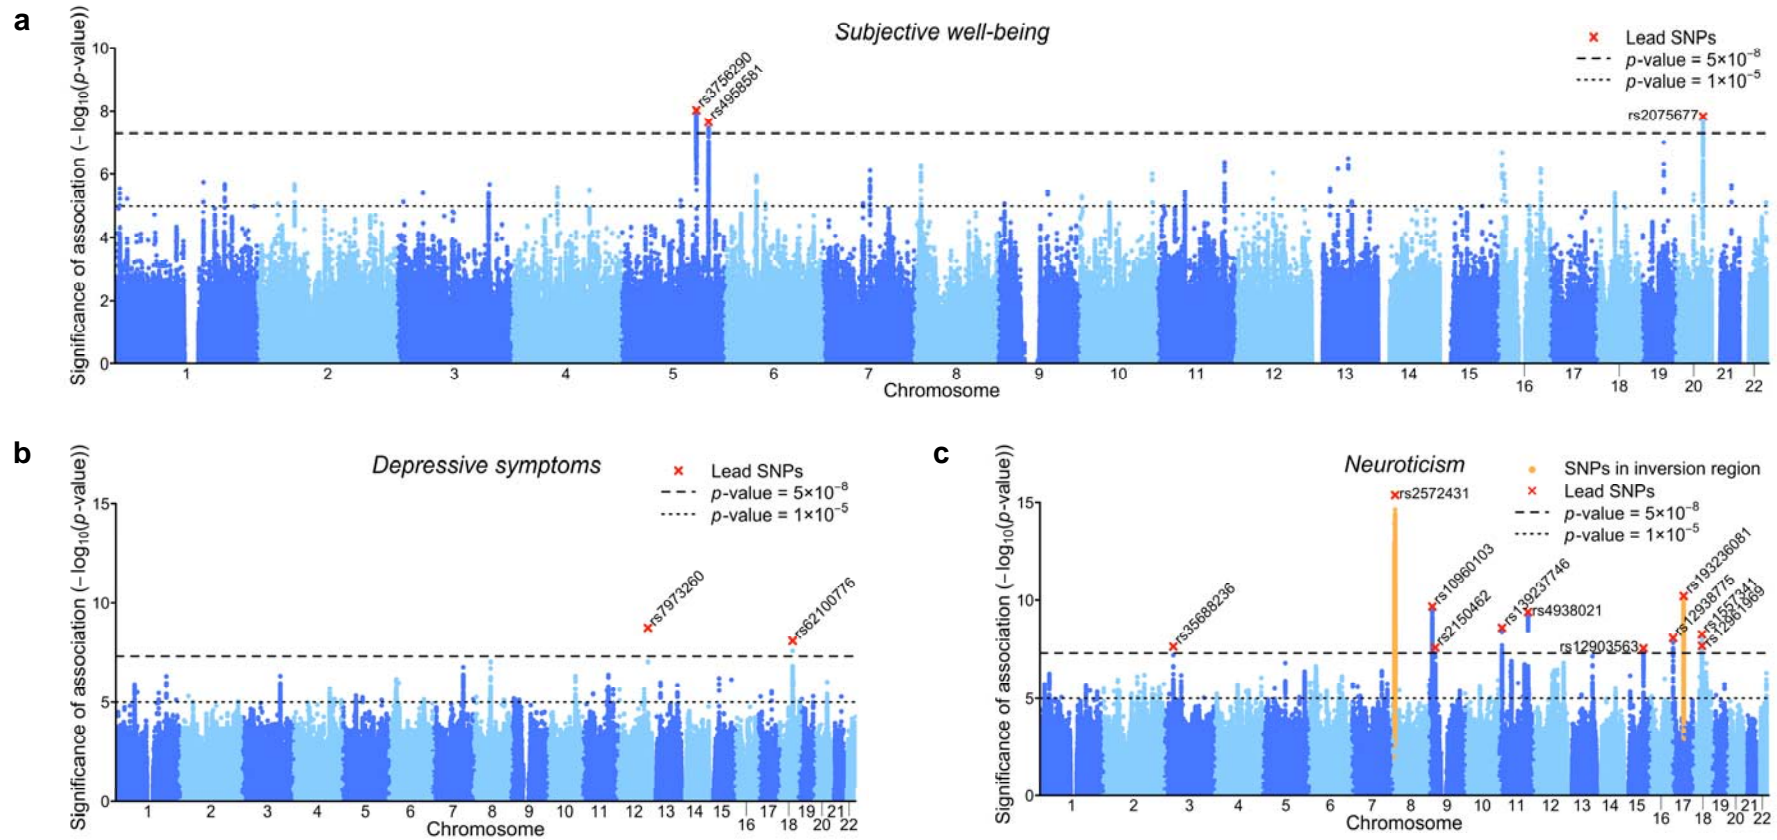 a
Subjective well-being
Significance of association (−log10(p-value))
10
8
6
4
2
0
rs3756290
rs4958581
rs2075677
Lead SNPs
p-value = 5×10−8
p-value = 1×10−5
1 2 3 4 5 6 7 8 9 10 11 12 13 14 15 16 17 18 19 20 21 22
Chromosome
b
Depressive symptoms
Significance of association (−log10(p-value))
15
10
5
0
rs7973260
rs62100776
Lead SNPs
p-value = 5×10−8
p-value = 1×10−5
1 2 3 4 5 6 7 8 9 10 11 12 13 14 15 16 17 18 19 20 21 22
Chromosome
c
Neuroticism
Significance of association (−log10(p-value))
15
10
5
0
SNPs in inversion region
Lead SNPs
p-value = 5×10−8
p-value = 1×10−5
rs35688236
rs2572431
rs10960103
rs2150462
rs139237746
rs4938021
rs12903563
rs12938775
rs193236081
rs1557341
rs12961969
1 2 3 4 5 6 7 8 9 10 11 12 13 14 15 16 17 18 19 20 21 22
Chromosome